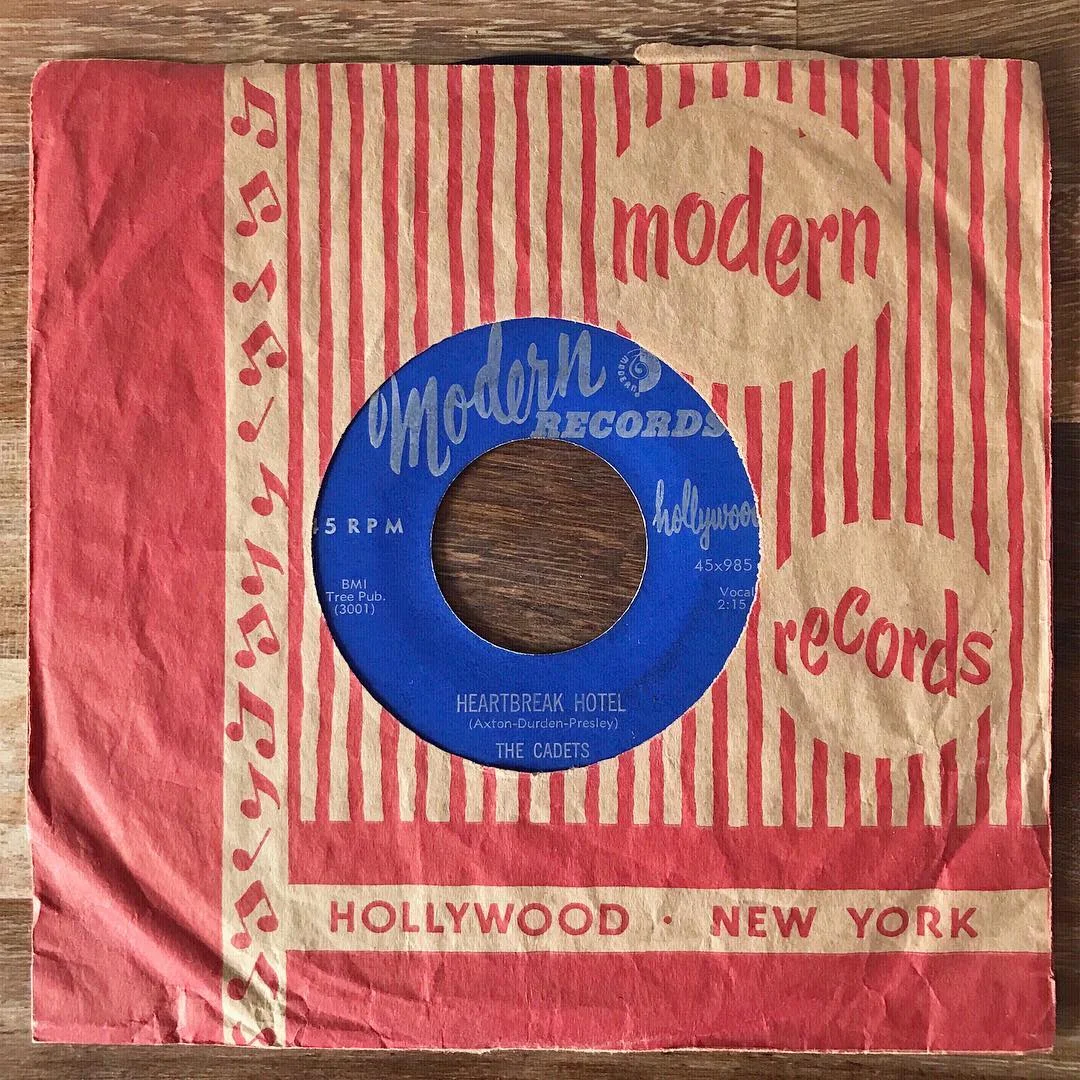 modern
Modern
MODERN
RECORDS
hollywood
5 RPM
45x985
BMI
Tree Pub.
(3001)
Vocal
2:15
records
HEARTBREAK HOTEL
(Axton-Durden-Presley)
THE CADETS
HOLLYWOOD · NEW YORK